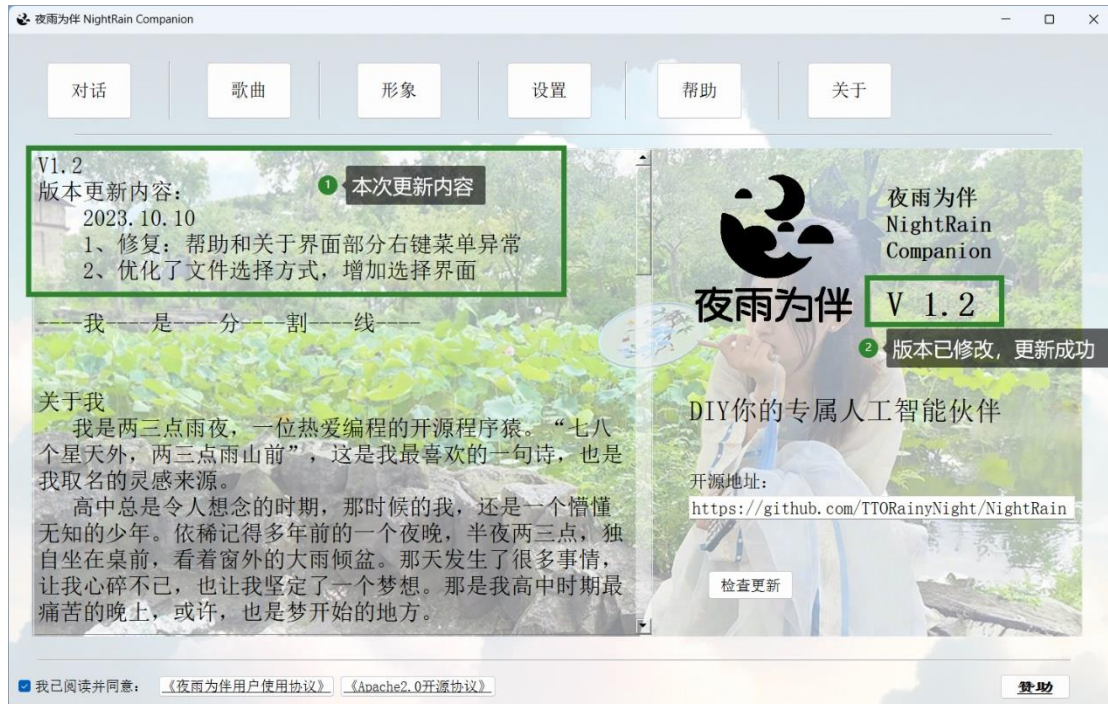 夜雨为伴 NightRain Companion
对话
歌曲
形象
设置
帮助
关于
V1.2
版本更新内容：
2023.10.10
1、修复：帮助和关于界面部分右键菜单异常
2、优化了文件选择方式，增加选择界面
1 本次更新内容
----我----是----分----割----线----
关于我
我是两三点雨夜，一位热爱编程的开源程序猿。“七八
个星天外，两三点雨山前”，这是我最喜欢的一句诗，也是
我取名的灵感来源。
高中总是令人想念的时期，那时候的我，还是一个懵懂
无知的少年。依稀记得多年前的一个夜晚，半夜两三点，独
自坐在桌前，看着窗外的大雨倾盆。那天发生了很多事情，
让我心碎不已，也让我坚定了一个梦想。那是我高中时期最
痛苦的晚上，或许，也是梦开始的地方。
夜雨为伴
夜雨为伴
NightRain
Companion
V 1.2
2 版本已修改，更新成功
DIY你的专属人工智能伙伴
开源地址：
https://github.com/TTORainyNight/NightRain
检查更新
我已阅读并同意：
《夜雨为伴用户使用协议》
《Apache2.0开源协议》
赞助